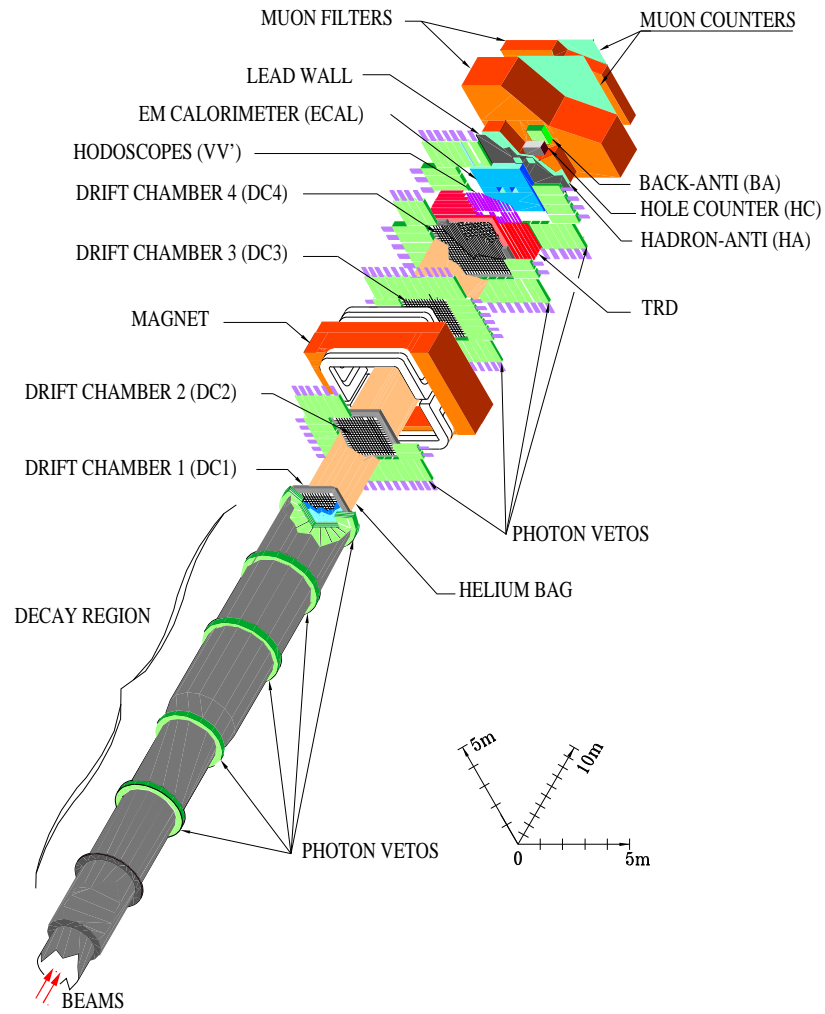 MUON FILTERS
MUON COUNTERS
LEAD WALL
EM CALORIMETER (ECAL)
HODOSCOPES (VV')
DRIFT CHAMBER 4 (DC4)
BACK-ANTI (BA)
HOLE COUNTER (HC)
HADRON-ANTI (HA)
DRIFT CHAMBER 3 (DC3)
TRD
MAGNET
DRIFT CHAMBER 2 (DC2)
DRIFT CHAMBER 1 (DC1)
PHOTON VETOS
HELIUM BAG
DECAY REGION
5m
10m
PHOTON VETOS
0
5m
BEAMS